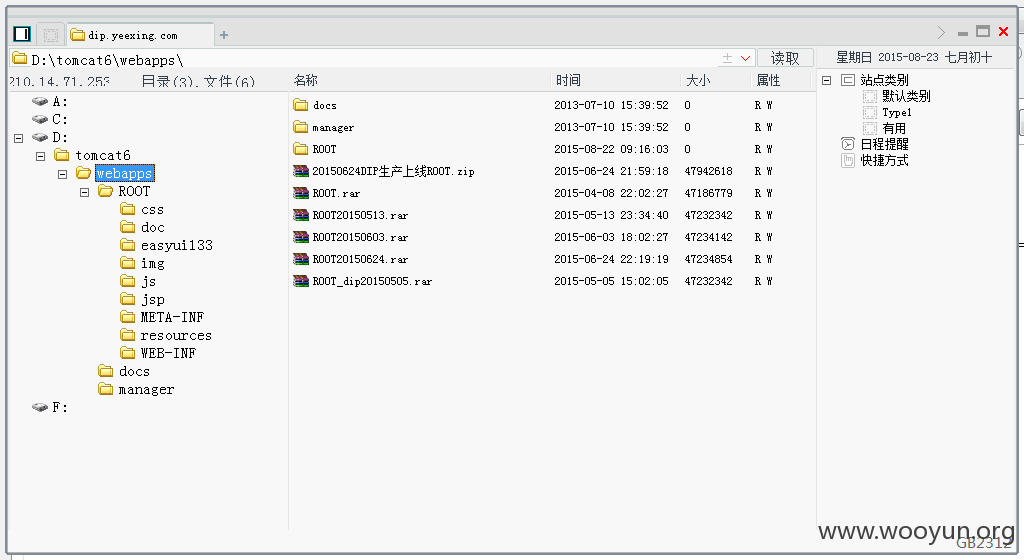 dip.yeexing.com
D:\tomcat6\webapps\
读取
星期日 2015-08-23 七月初十
210.14.71.253 目录(3),文件(6)
名称 时间 大小 属性
A:
C:
D:
tomcat6
webapps
ROOT
css
doc
easyui133
img
js
jsp
META-INF
resources
WEB-INF
docs
manager
F:
docs 2013-07-10 15:39:52 0 R W
manager 2013-07-10 15:39:52 0 R W
ROOT 2015-08-22 09:16:03 0 R W
20150624DIP生产上线ROOT.zip 2015-06-24 21:59:18 47942618 R W
ROOT.rar 2015-04-08 22:02:27 47186779 R W
ROOT20150513.rar 2015-05-13 23:34:40 47232342 R W
ROOT20150603.rar 2015-06-03 18:02:27 47234142 R W
ROOT20150624.rar 2015-06-24 22:19:19 47234854 R W
ROOT_dip20150505.rar 2015-05-05 15:02:05 47232342 R W
站点类别
默认类别
Type1
有用
日程提醒
快捷方式
www.wooyun.org
GB2312